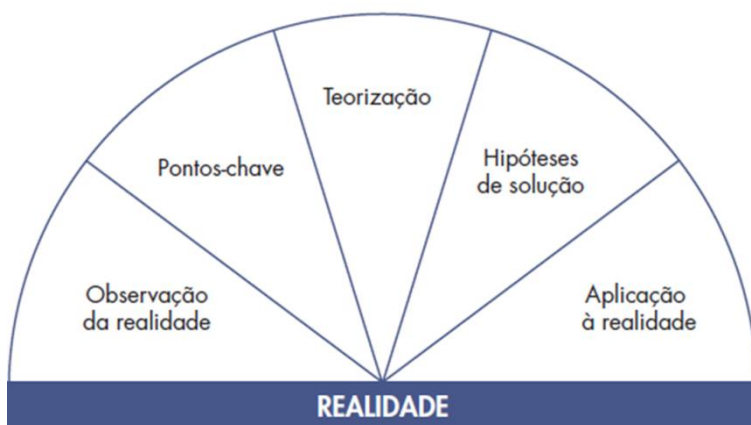 Observação
da realidade
Pontos-chave
Teorização
Hipóteses
de solução
Aplicação
à realidade
REALIDADE